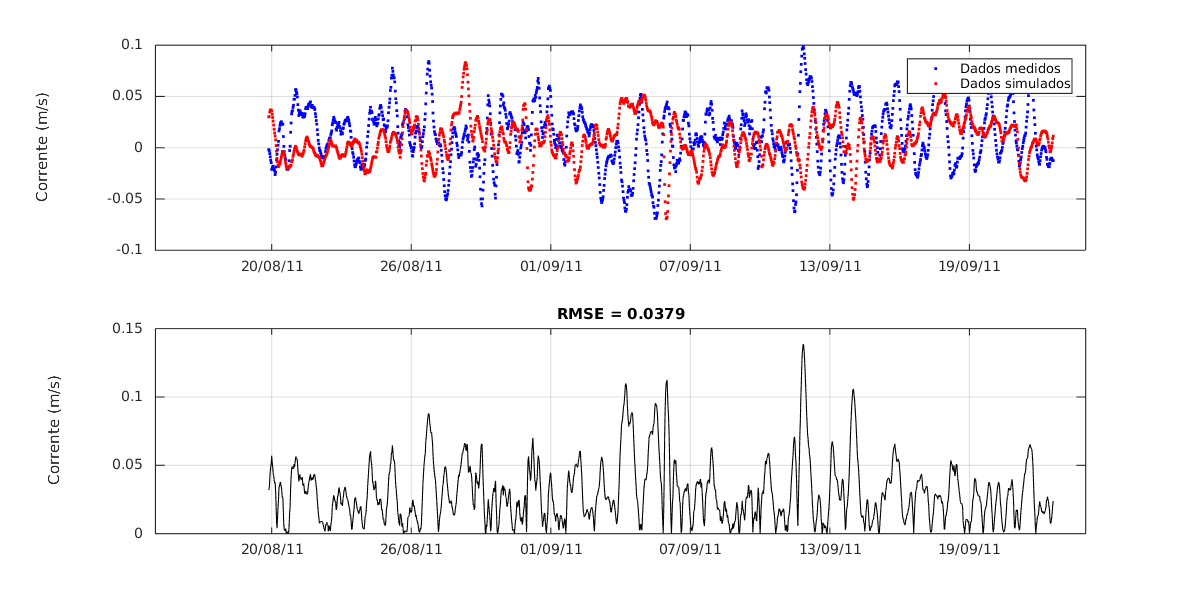 0.1
0.05
0
-0.05
-0.1
Corrente (m/s)
Dados medidos
Dados simulados
20/08/11 26/08/11 01/09/11 07/09/11 13/09/11 19/09/11
RMSE = 0.0379
0.15
0.1
0.05
0
Corrente (m/s)
20/08/11 26/08/11 01/09/11 07/09/11 13/09/11 19/09/11